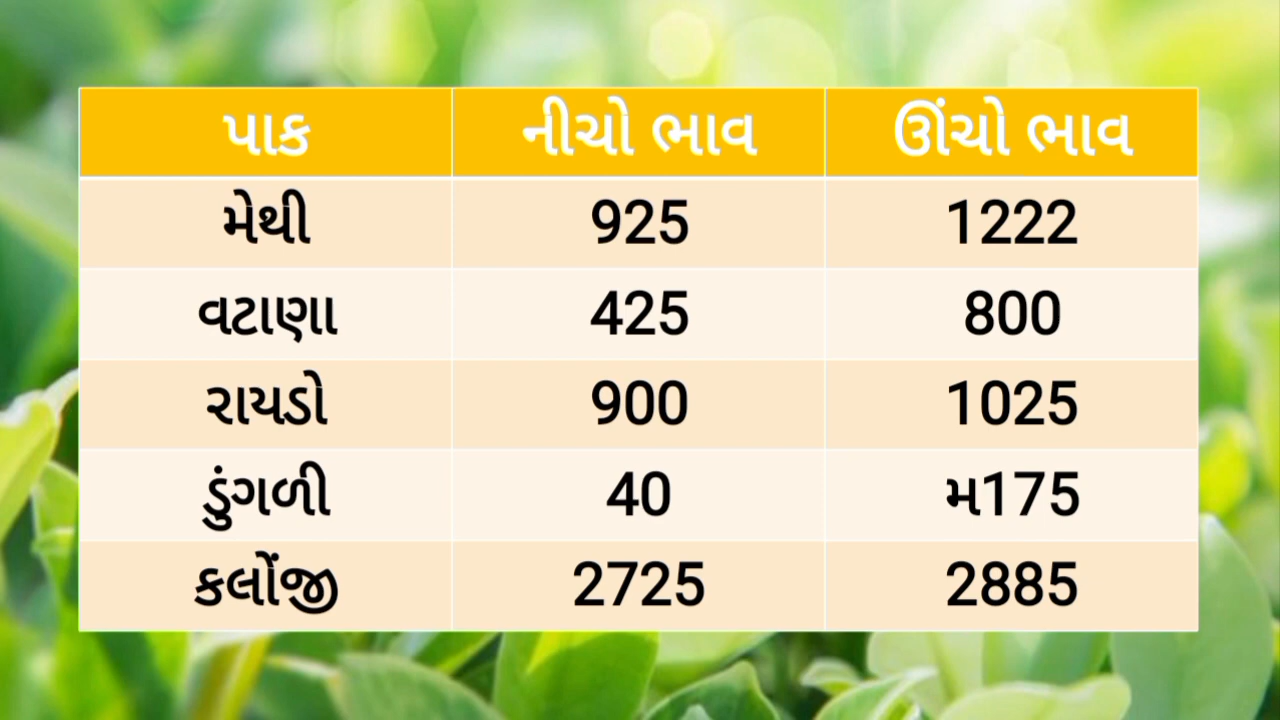 પાક નીચો ભાવ ઊંચો ભાવ
મેથી 925 1222
વટાણા 425 800
રાયડો 900 1025
ડુંગળી 40 મ175
કલોંજી 2725 2885